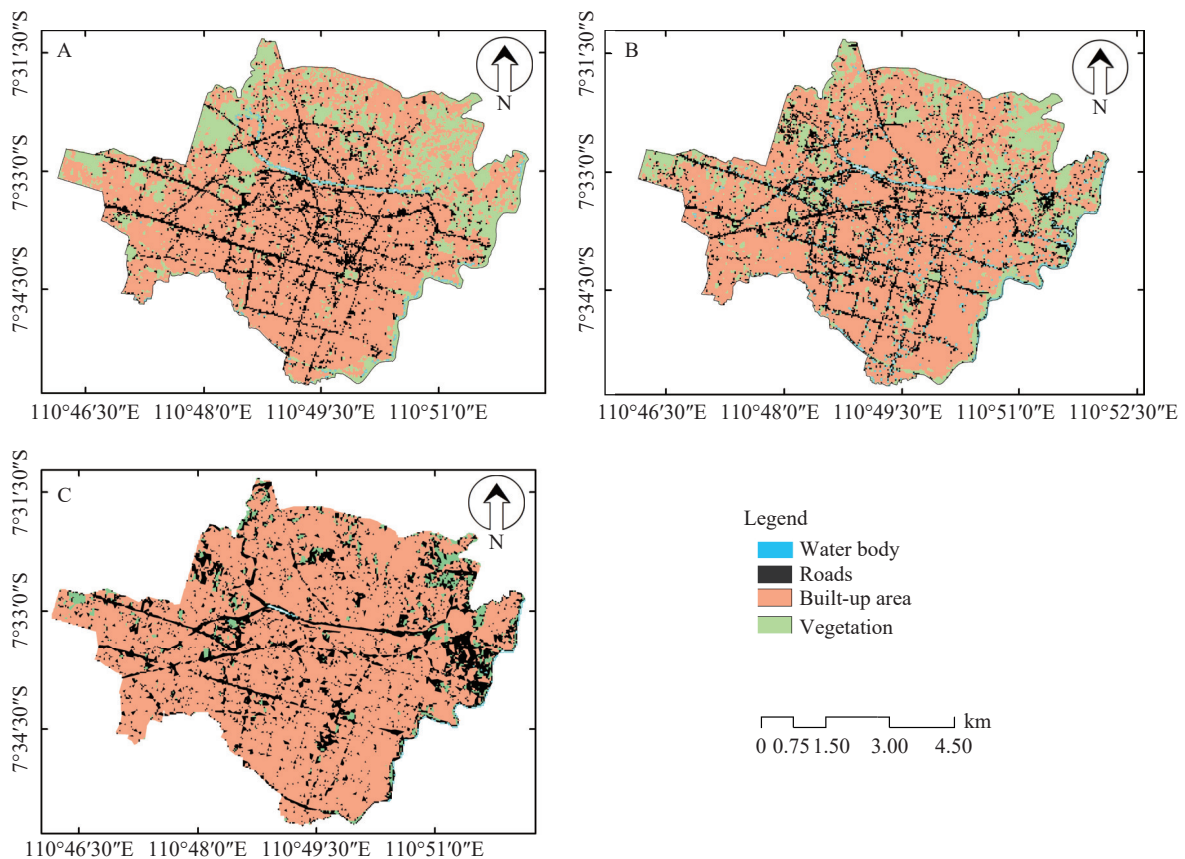 A
N
7°31′30″S
7°33′0″S
7°34′30″S
110°46′30″E 110°48′0″E 110°49′30″E 110°51′0″E
B
N
7°31′30″S
7°33′0″S
7°34′30″S
110°46′30″E 110°48′0″E 110°49′30″E 110°51′0″E 110°52′30″E
C
N
7°31′30″S
7°33′0″S
7°34′30″S
110°46′30″E 110°48′0″E 110°49′30″E 110°51′0″E
Legend
Water body
Roads
Built-up area
Vegetation
km
0 0.75 1.50 3.00 4.50